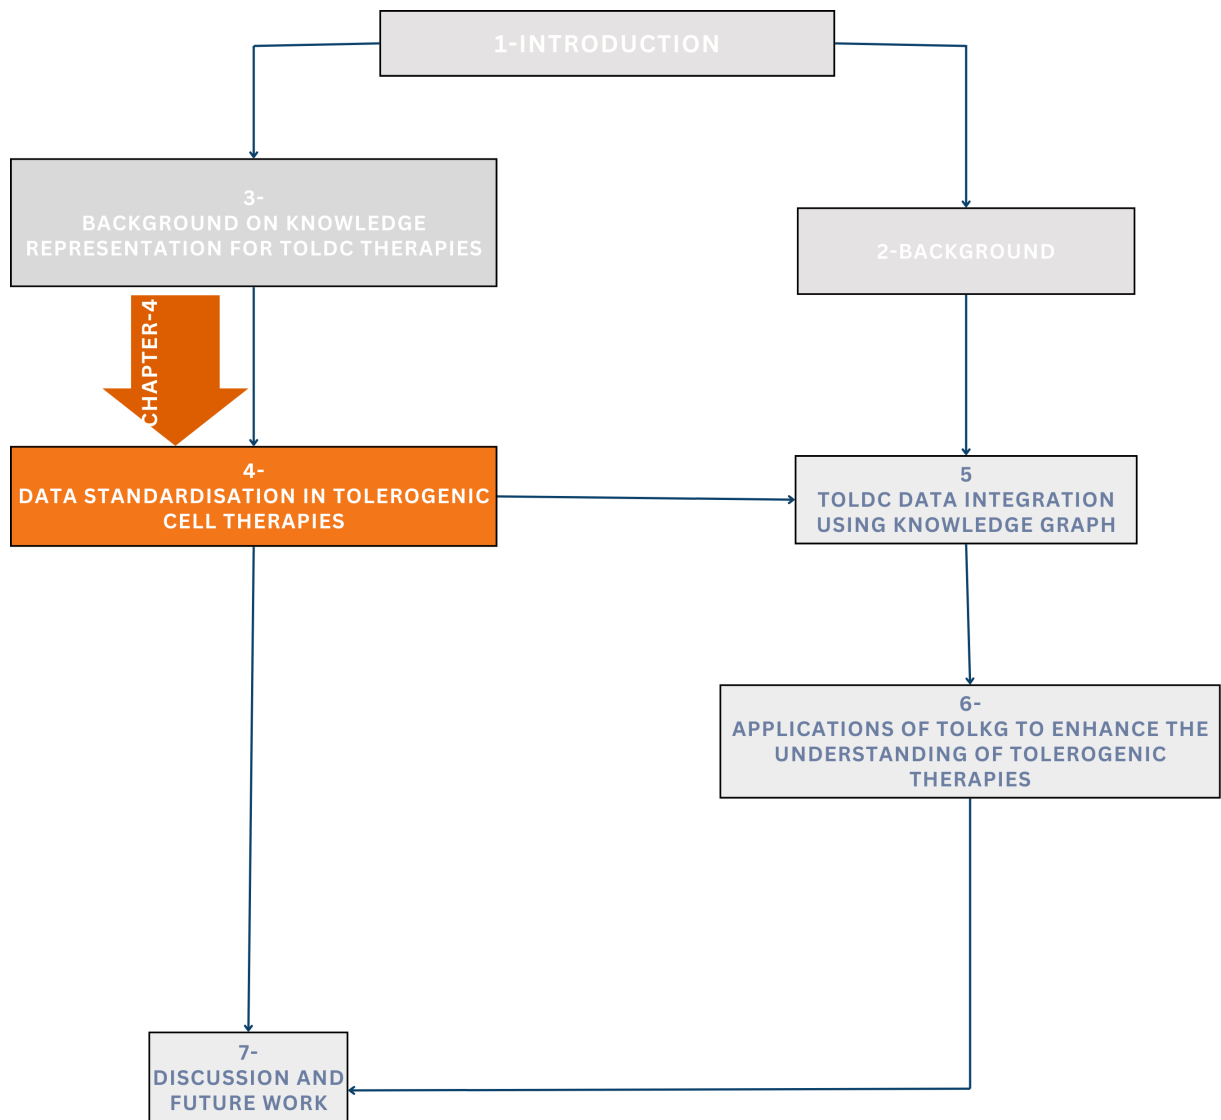 1-INTRODUCTION
3-
BACKGROUND ON KNOWLEDGE
REPRESENTATION FOR TOLDC THERAPIES
2-BACKGROUND
CHAPTER-4
4-
DATA STANDARDISATION IN TOLEROGENIC
CELL THERAPIES
5
TOLDC DATA INTEGRATION
USING KNOWLEDGE GRAPH
6-
APPLICATIONS OF TOLKG TO ENHANCE THE
UNDERSTANDING OF TOLEROGENIC
THERAPIES
7-
DISCUSSION AND
FUTURE WORK